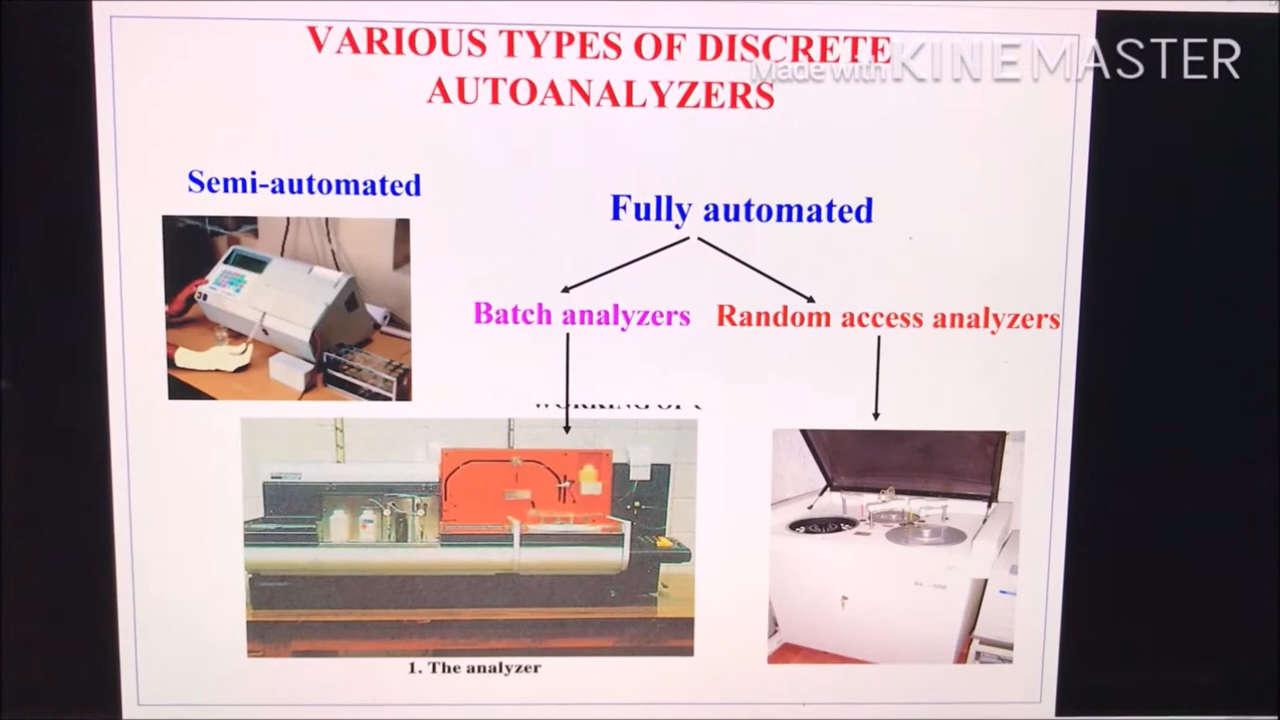 VARIOUS TYPES OF DISCRETE
AUTOANALYZERS
Made with KINEMASTER
Semi-automated
Fully automated
Batch analyzers
Random access analyzers
1. The analyzer